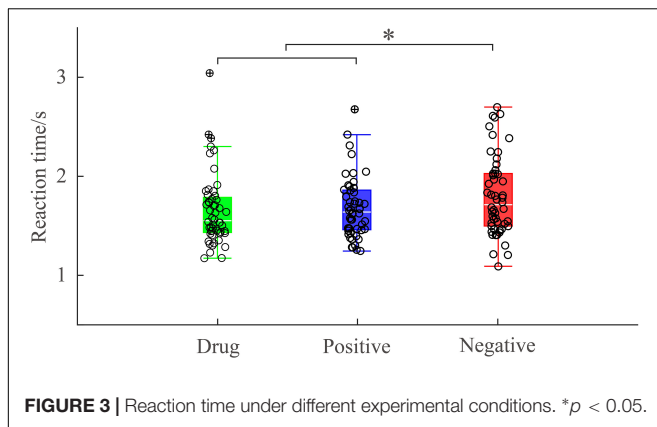 *
3
2
1
Reaction time/s
Drug Positive Negative
FIGURE 3 | Reaction time under different experimental conditions. *p < 0.05.